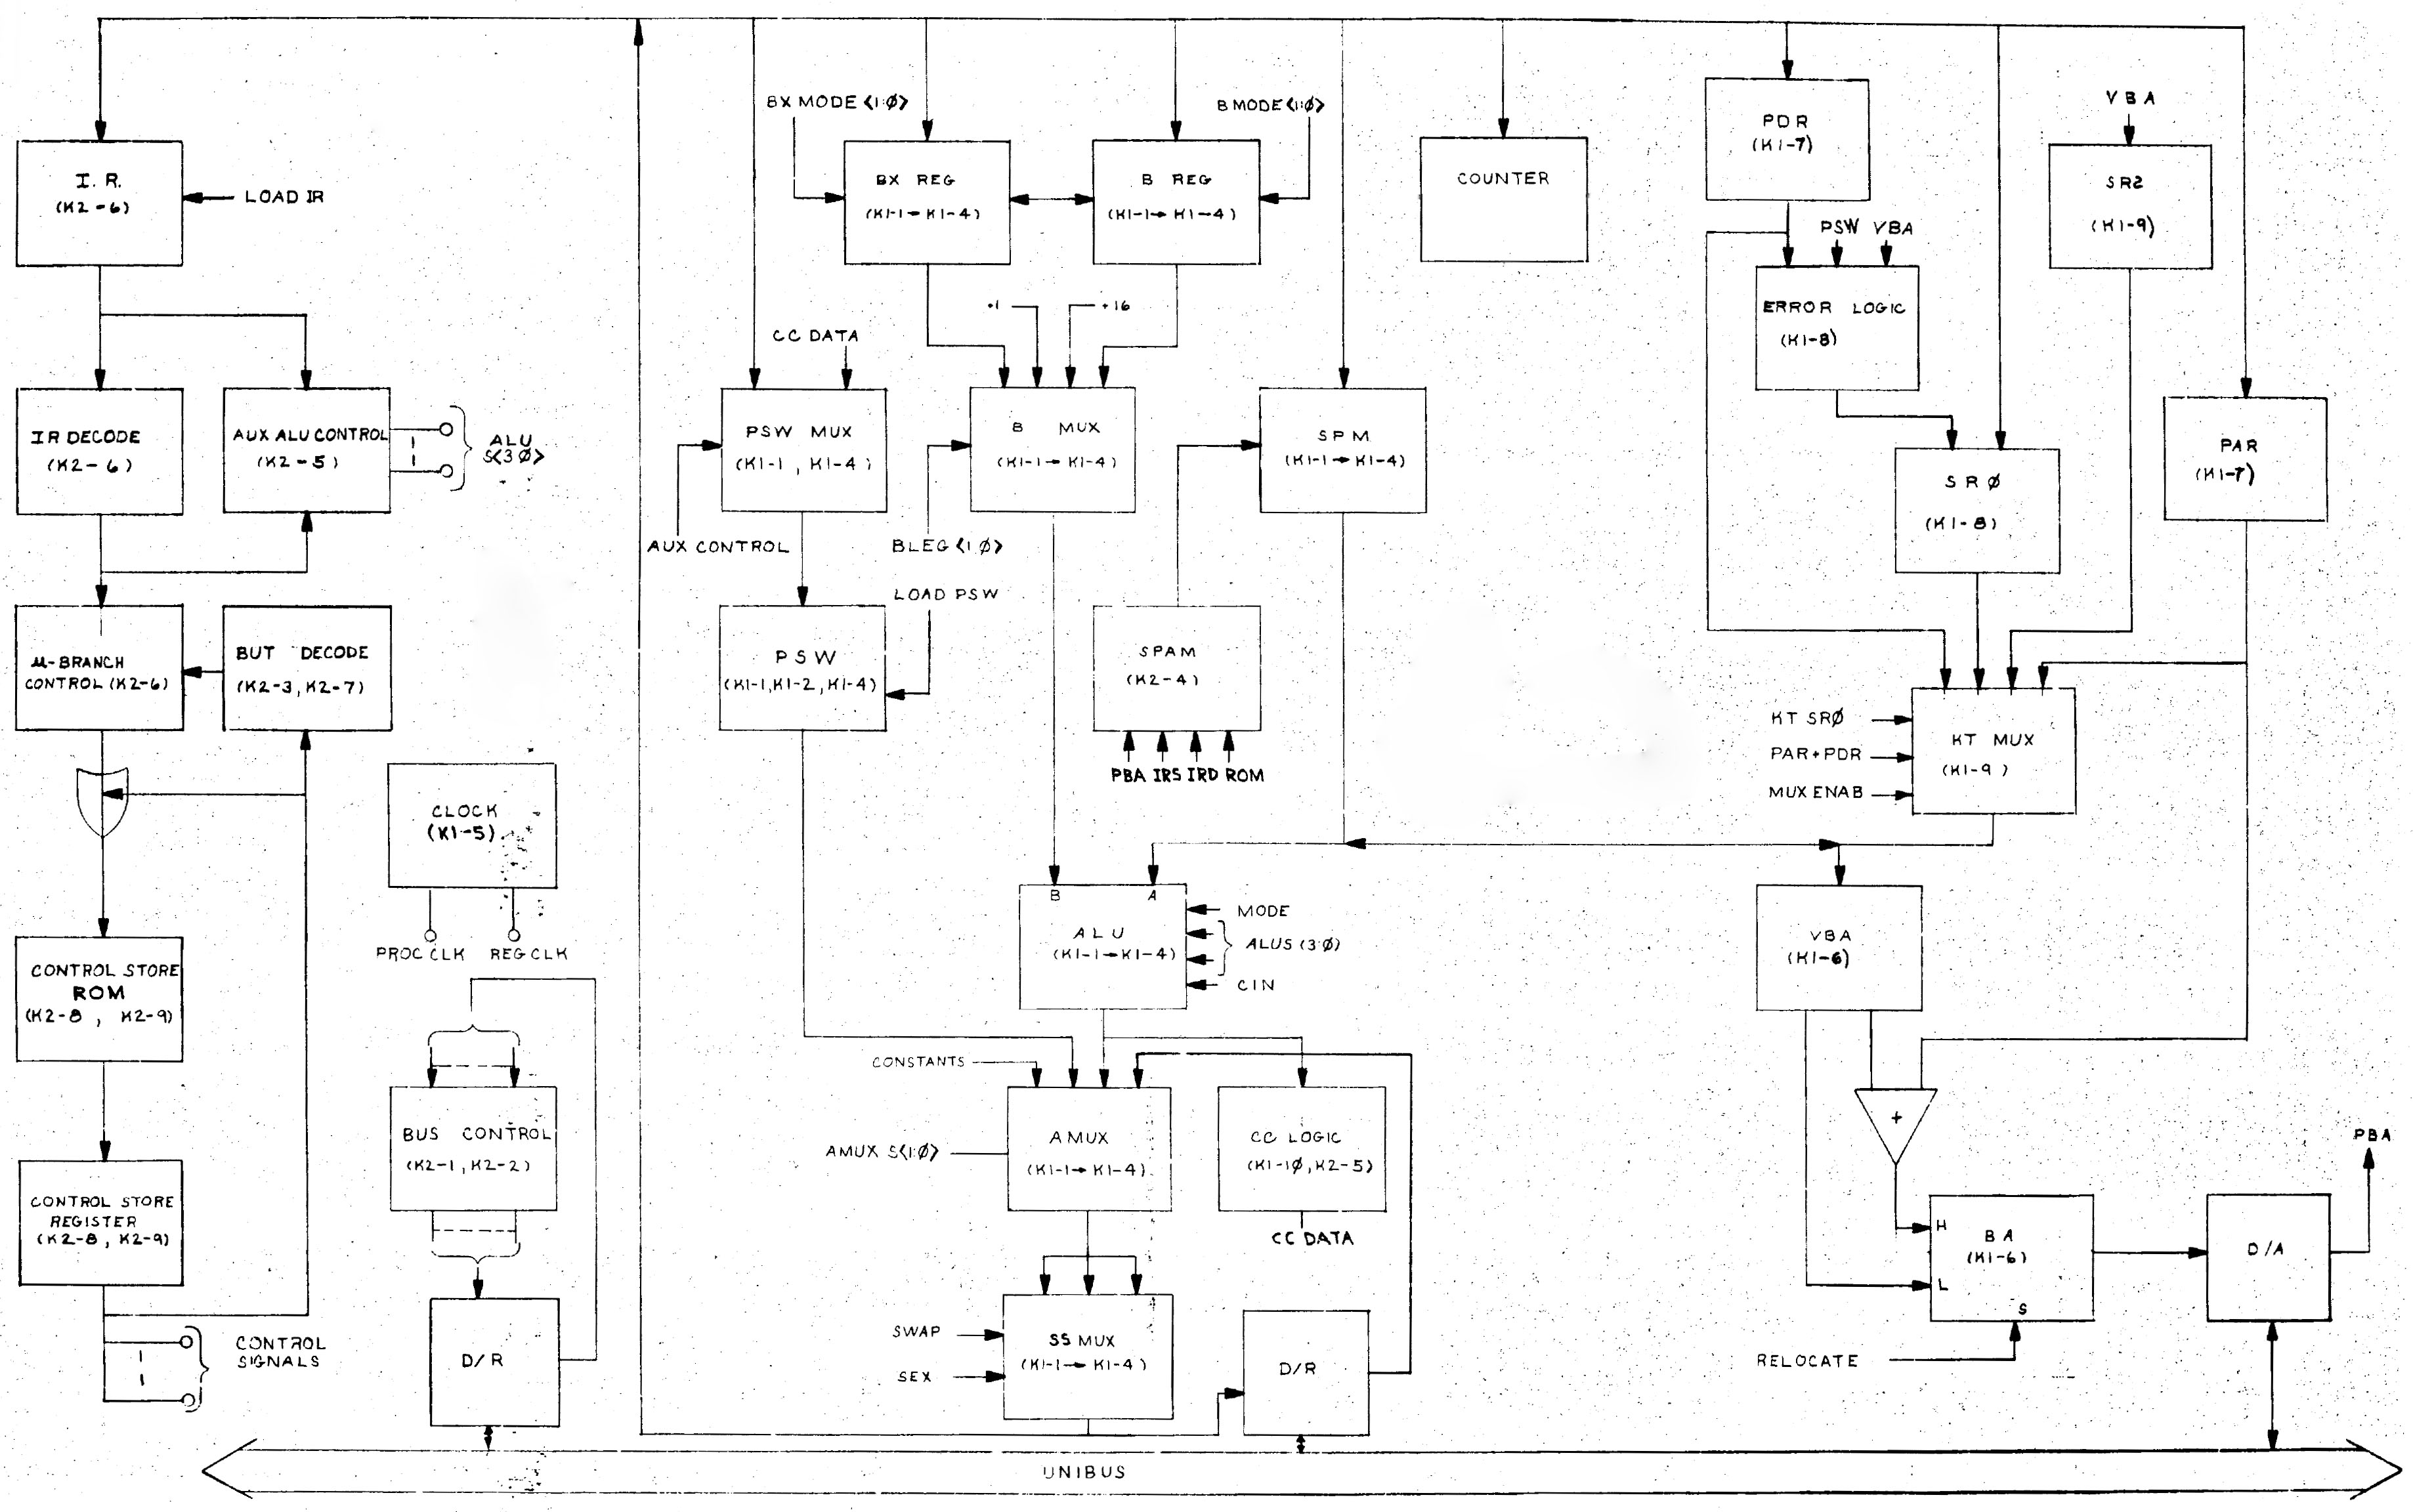 BX MODE <1:Ø>
B MODE <1:Ø>
I. R.
(K2-6)
LOAD IR
BX REG
(K1-1→K1-4)
B REG
(K1-1→K1-4)
COUNTER
PDR
(K1-7)
VBA
SR2
(K1-9)
PSW VBA
+1
+16
ERROR LOGIC
(K1-8)
CC DATA
IR DECODE
(K2-6)
AUX ALU CONTROL
(K2-5)
ALU
S<3:Ø>
PSW MUX
(K1-1, K1-4)
B MUX
(K1-1→K1-4)
SPM
(K1-1→K1-4)
SRØ
(K1-8)
PAR
(K1-7)
AUX CONTROL
BLEG <1:Ø>
LOAD PSW
µ-BRANCH
CONTROL (K2-6)
BUT DECODE
(K2-3, K2-7)
PSW
(K1-1, K1-2, K1-4)
SPAM
(K2-4)
PBA IRS IRD ROM
KT SRØ
PAR+PDR
MUX ENAB
KT MUX
(K1-9)
CLOCK
(K1-5)
PROC CLK
REG CLK
B
A
ALU
(K1-1→K1-4)
MODE
ALUS (3:Ø)
CIN
VBA
(K1-6)
CONTROL STORE
ROM
(K2-8, K2-9)
CONSTANTS
BUS CONTROL
(K2-1, K2-2)
AMUX S<1:Ø>
AMUX
(K1-1→K1-4)
CC LOGIC
(K1-1Ø, K2-5)
CC DATA
+
PBA
CONTROL STORE
REGISTER
(K2-8, K2-9)
H
BA
(K1-6)
L
S
D/A
CONTROL
SIGNALS
D/R
SWAP
SEX
SS MUX
(K1-1→K1-4)
D/R
RELOCATE
UNIBUS